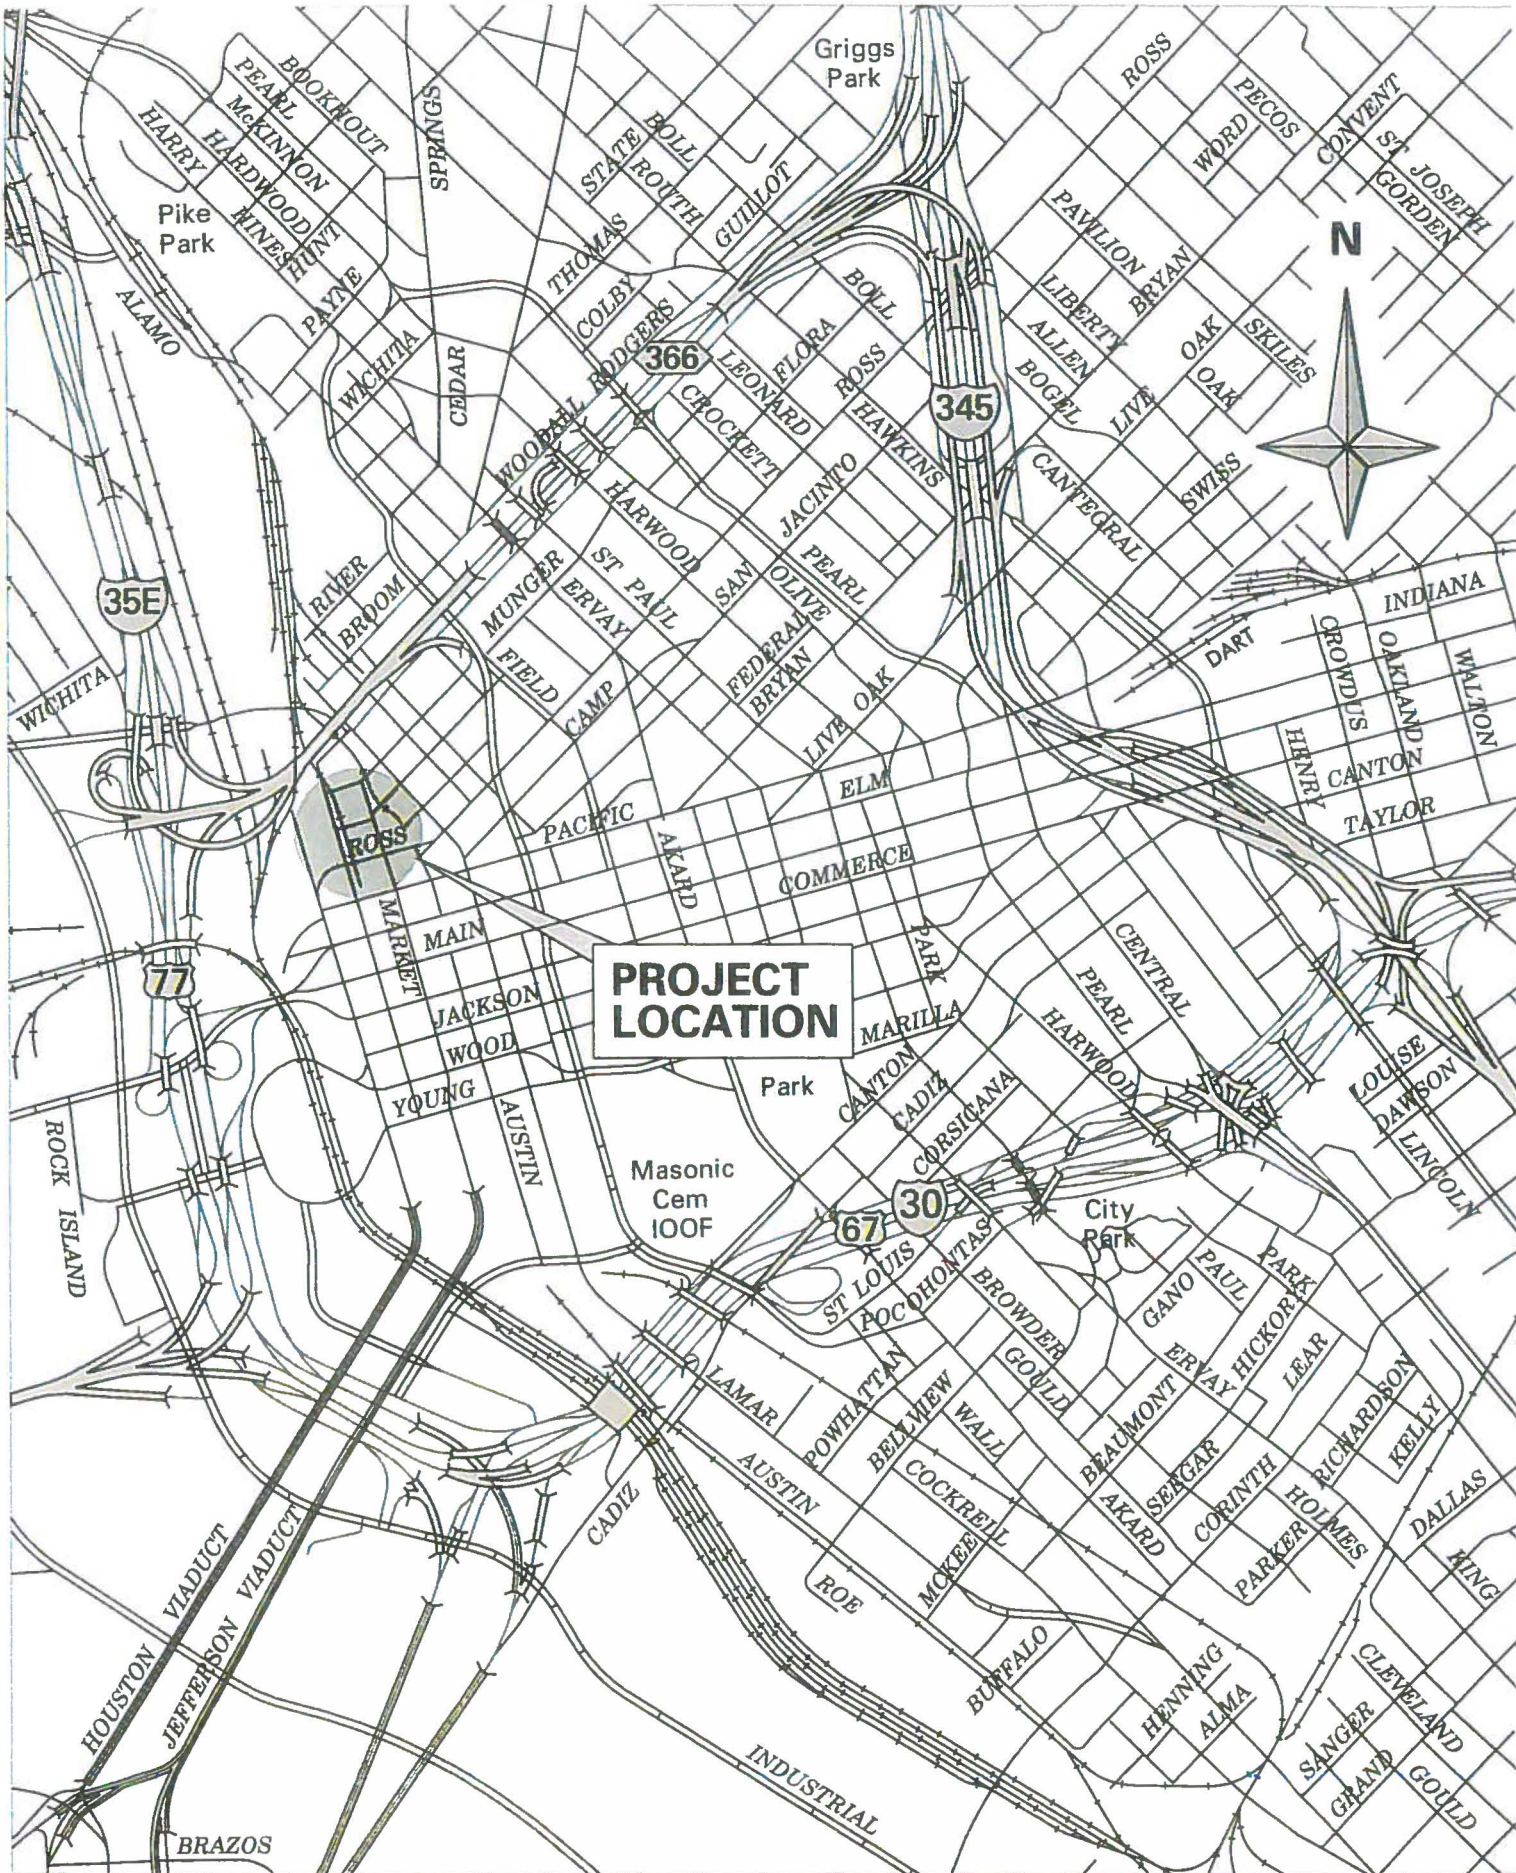 Griggs
Park
ROSS
BOOKHOUT
PEARL
McKINNON
HARDWOOD
HARRY
HINES
HUNT
PAYNE
SPRINGS
STATE
BOLL
ROUTH
GUILLOT
THOMAS
COLBY
PECOS
WORD
CONVENT
ST JOSEPH
GORDEN
Pike
Park
N
ALAMO
WICHITA
CEDAR
WOODALL RODGERS
366
LEONARD
FLORA
BOLL
ROSS
CROCKETT
HAWKINS
345
PAVILION
BRYAN
LIBERTY
ALLEN
BOGEL
LIVE
OAK
OAK
SKILES
SWISS
CANTEGRAL
JACINTO
SAN
HARWOOD
ST PAUL
ERVAY
MUNGER
PEARL
OLIVE
FEDERAL
BRYAN
LIVE OAK
FIELD
CAMP
RIVER
BROOM
35E
WICHITA
DART
INDIANA
CROWDUS
OAKLAND
WALTON
HENRY
CANTON
TAYLOR
ELM
PACIFIC
AKARD
COMMERCE
ROSS
MARKET
MAIN
77
JACKSON
WOOD
YOUNG
PROJECT
LOCATION
PARK
MARILLA
CENTRAL
PEARL
HARWOOD
Park
CANTON
CADIZ
CORSICANA
LOUISE
DAWSON
LINCOLN
ROCK ISLAND
AUSTIN
Masonic
Cem
IOOF
67
30
City
Park
ST LOUIS
POCOHONTAS
BROWDER
GANO
PAUL
PARK
HICKORY
GOULD
ERVAY
LEAR
LAMAR
POWHATTAN
BELLVIEW
WALL
BEAUMONT
RICHARDSON
KELLY
AUSTIN
COCKRELL
SEEGAR
AKARD
CORINTH
HOLMES
DALLAS
CADIZ
MCKEE
PARKER
KING
ROE
HOUSTON VIADUCT
JEFFERSON VIADUCT
BUFFALO
HENNING
ALMA
CLEVELAND
SANGER
GRAND
GOULD
INDUSTRIAL
BRAZOS